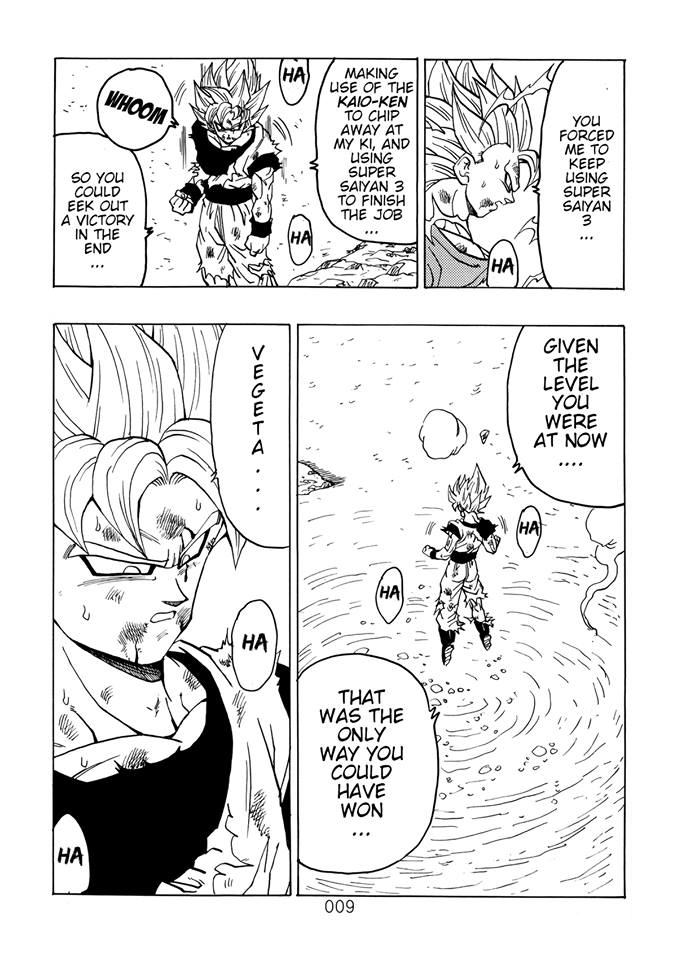 YOU
FORCED
ME TO
KEEP
USING
SUPER
SAIYAN
3
...
HA
MAKING
USE OF THE
KAIO-KEN
TO CHIP
AWAY AT
MY KI, AND
USING
SUPER
SAIYAN 3
TO FINISH
THE JOB
...
HA
HA
WHOOM
SO YOU
COULD
EEK OUT
A VICTORY
IN THE
END
...
GIVEN
THE
LEVEL
YOU
WERE
AT NOW
....
HA
HA
THAT
WAS THE
ONLY
WAY YOU
COULD
HAVE
WON
...
VEGETA...
HA
HA
009